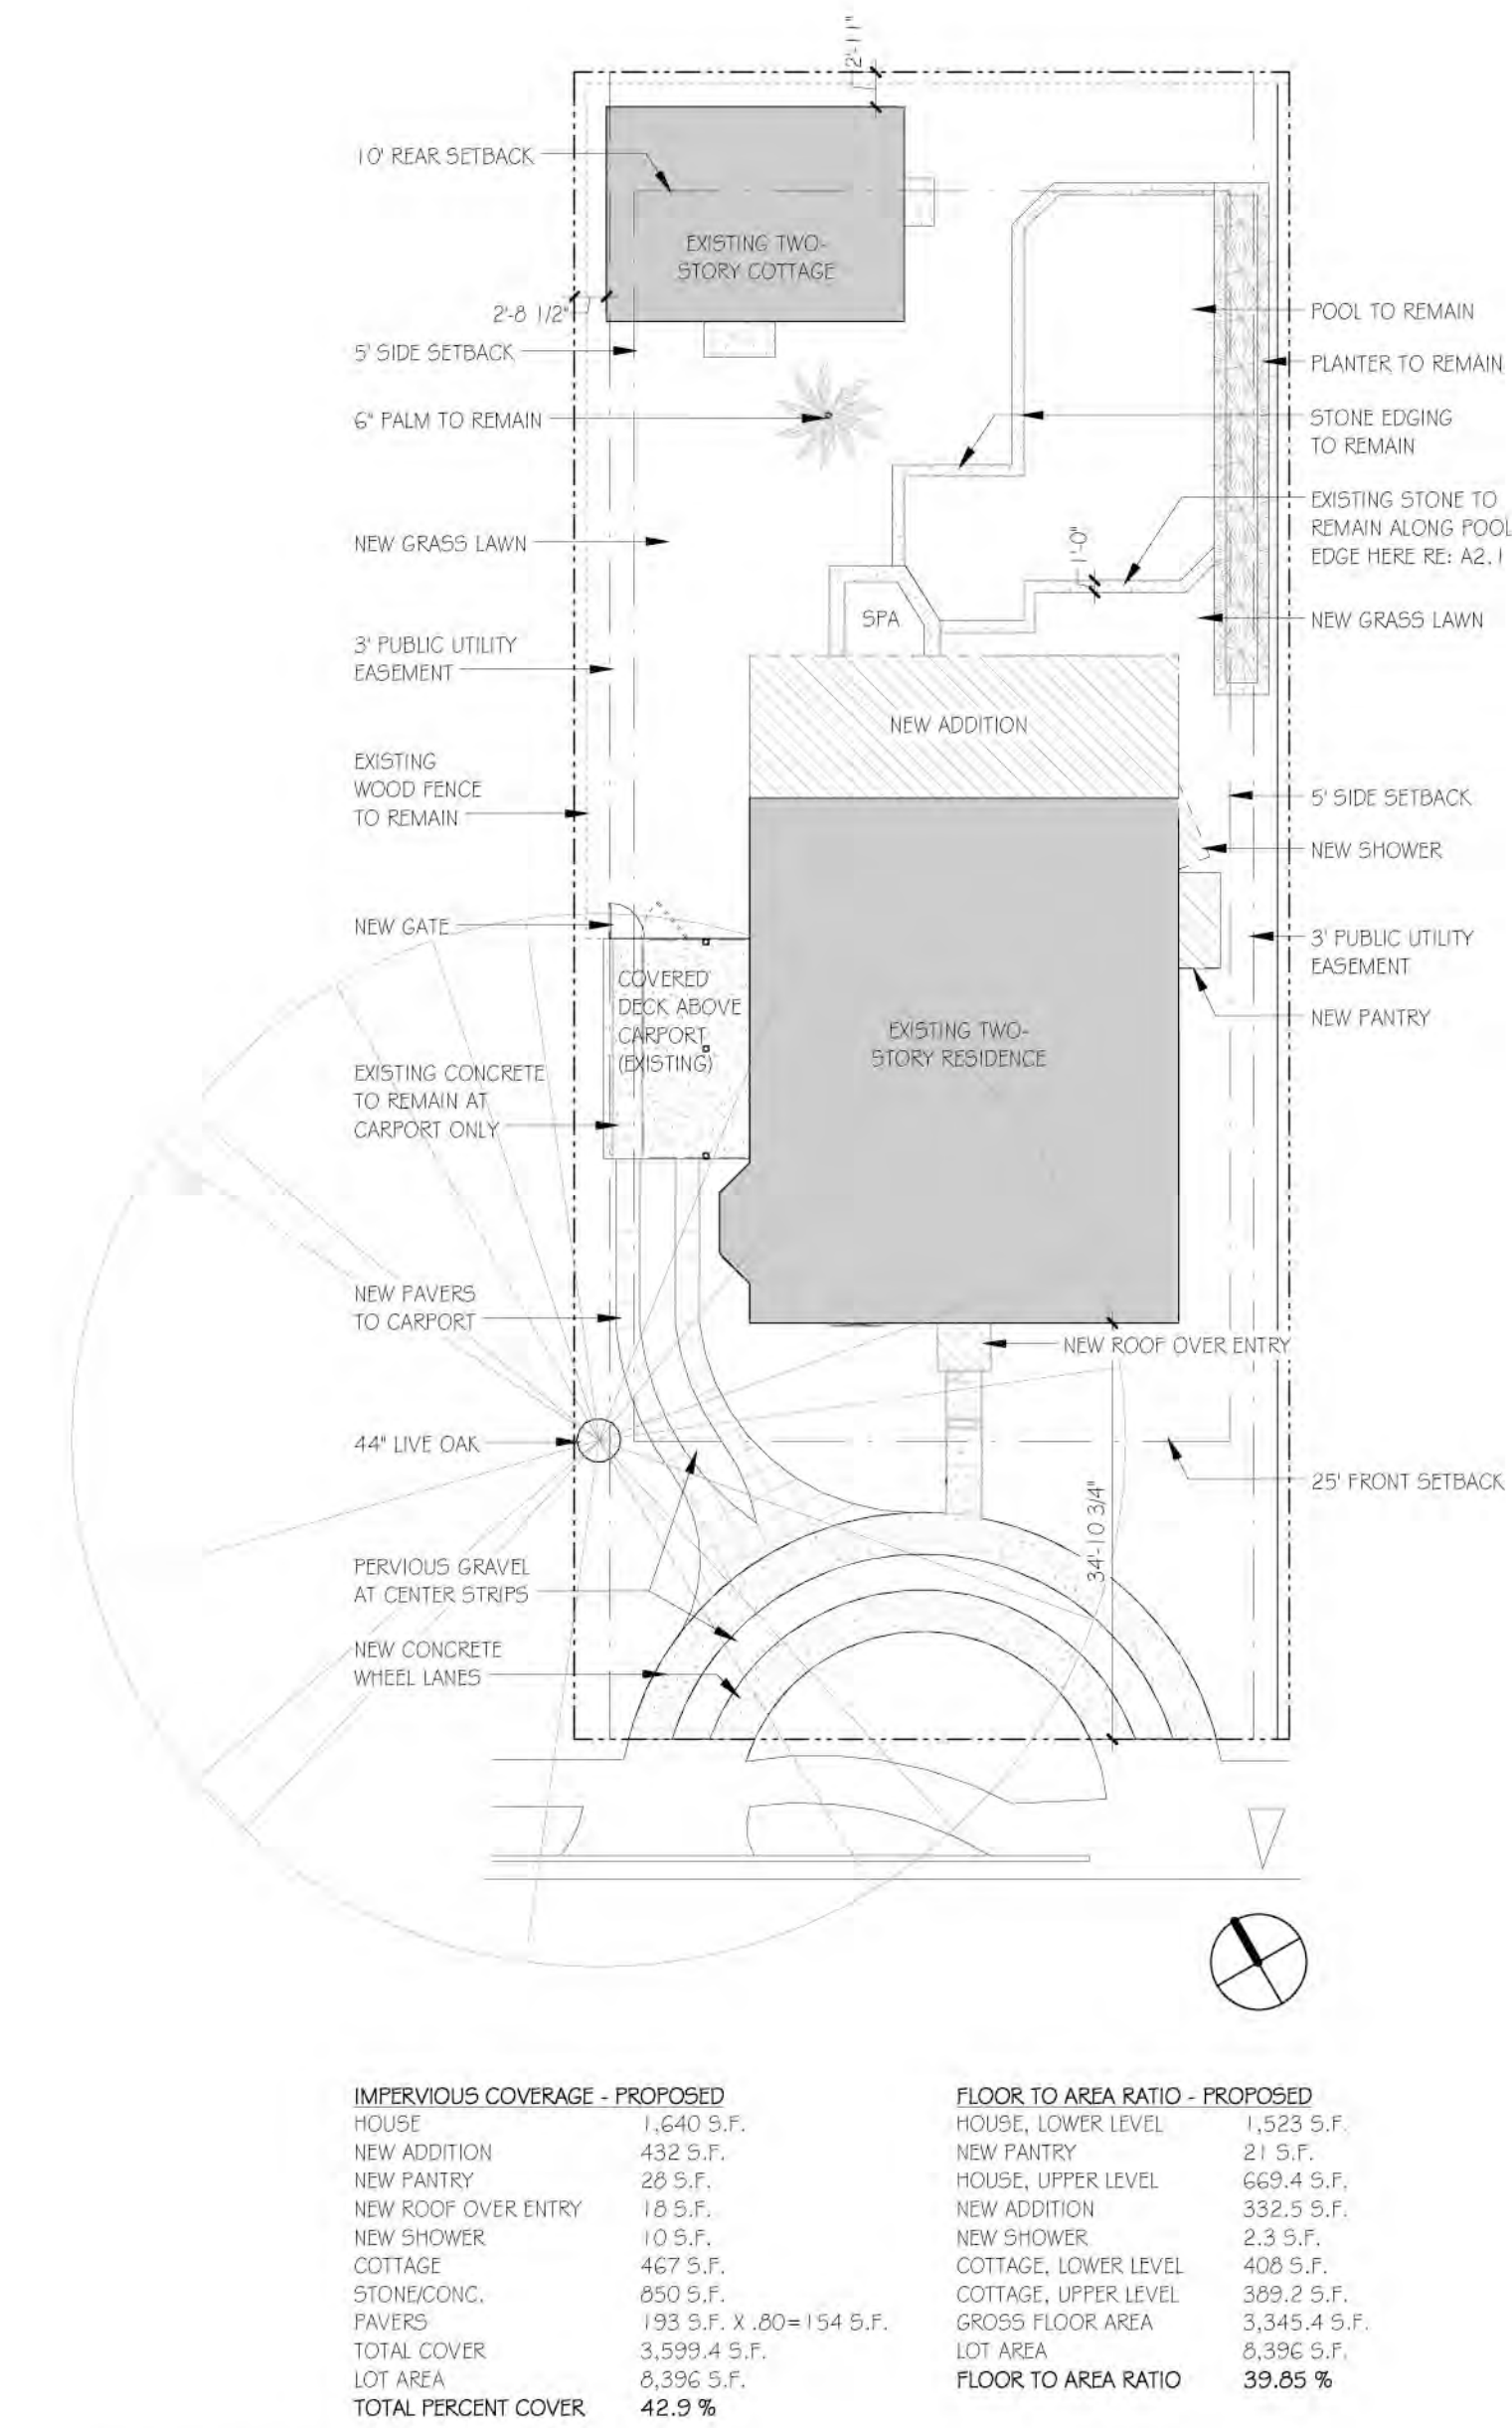 2'-11"
10' REAR SETBACK
EXISTING TWO-
STORY COTTAGE
2'-8 1/2"
5' SIDE SETBACK
6" PALM TO REMAIN
NEW GRASS LAWN
3' PUBLIC UTILITY
EASEMENT
EXISTING
WOOD FENCE
TO REMAIN
NEW GATE
EXISTING CONCRETE
TO REMAIN AT
CARPORT ONLY
NEW PAVERS
TO CARPORT
44" LIVE OAK
PERVIOUS GRAVEL
AT CENTER STRIPS
NEW CONCRETE
WHEEL LANES
SPA
1'-0"
NEW ADDITION
COVERED
DECK ABOVE
CARPORT
(EXISTING)
EXISTING TWO-
STORY RESIDENCE
NEW ROOF OVER ENTRY
34'-10 3/4"
POOL TO REMAIN
PLANTER TO REMAIN
STONE EDGING
TO REMAIN
EXISTING STONE TO
REMAIN ALONG POOL
EDGE HERE RE: A2.1
NEW GRASS LAWN
5' SIDE SETBACK
NEW SHOWER
3' PUBLIC UTILITY
EASEMENT
NEW PANTRY
25' FRONT SETBACK
IMPERVIOUS COVERAGE - PROPOSED
HOUSE 1,640 S.F.
NEW ADDITION 432 S.F.
NEW PANTRY 28 S.F.
NEW ROOF OVER ENTRY 18 S.F.
NEW SHOWER 10 S.F.
COTTAGE 467 S.F.
STONE/CONC. 850 S.F.
PAVERS 193 S.F. X .80=154 S.F.
TOTAL COVER 3,599.4 S.F.
LOT AREA 8,396 S.F.
TOTAL PERCENT COVER 42.9 %
FLOOR TO AREA RATIO - PROPOSED
HOUSE, LOWER LEVEL 1,523 S.F.
NEW PANTRY 21 S.F.
HOUSE, UPPER LEVEL 669.4 S.F.
NEW ADDITION 332.5 S.F.
NEW SHOWER 2.3 S.F.
COTTAGE, LOWER LEVEL 408 S.F.
COTTAGE, UPPER LEVEL 389.2 S.F.
GROSS FLOOR AREA 3,345.4 S.F.
LOT AREA 8,396 S.F.
FLOOR TO AREA RATIO 39.85 %